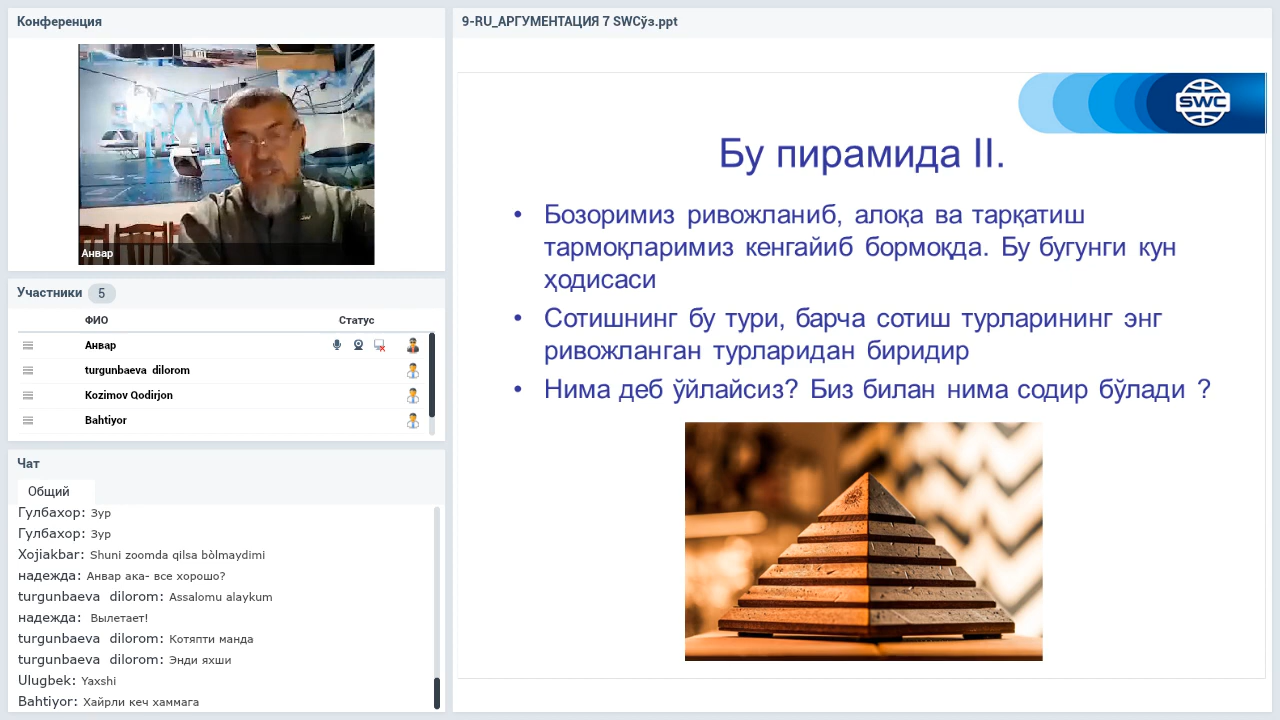 Конференция
Анвар
Участники 5
ФИО Статус
Анвар
turgunbaeva dilorom
Kozimov Qodirjon
Bahtiyor
Чат
Общий
Гулбахор: Зур
Гулбахор: Зур
Xojiakbar: Shuni zoomda qilsa bòlmaydimi
надежда: Анвар ака- все хорошо?
turgunbaeva dilorom: Assalomu alaykum
надежда: Вылетает!
turgunbaeva dilorom: Котяпти манда
turgunbaeva dilorom: Энди яхши
Ulugbek: Yaxshi
Bahtiyor: Хайрли кеч хаммага
9-RU_АРГУМЕНТАЦИЯ 7 SWCўз.ppt
SWC
Бу пирамида II.
• Бозоримиз ривожланиб, алоқа ва тарқатиш
тармоқларимиз кенгайиб бормоқда. Бу бугунги кун
ҳодисаси
• Сотишнинг бу тури, барча сотиш турларининг энг
ривожланган турларидан биридир
• Нима деб ўйлайсиз? Биз билан нима содир бўлади ?